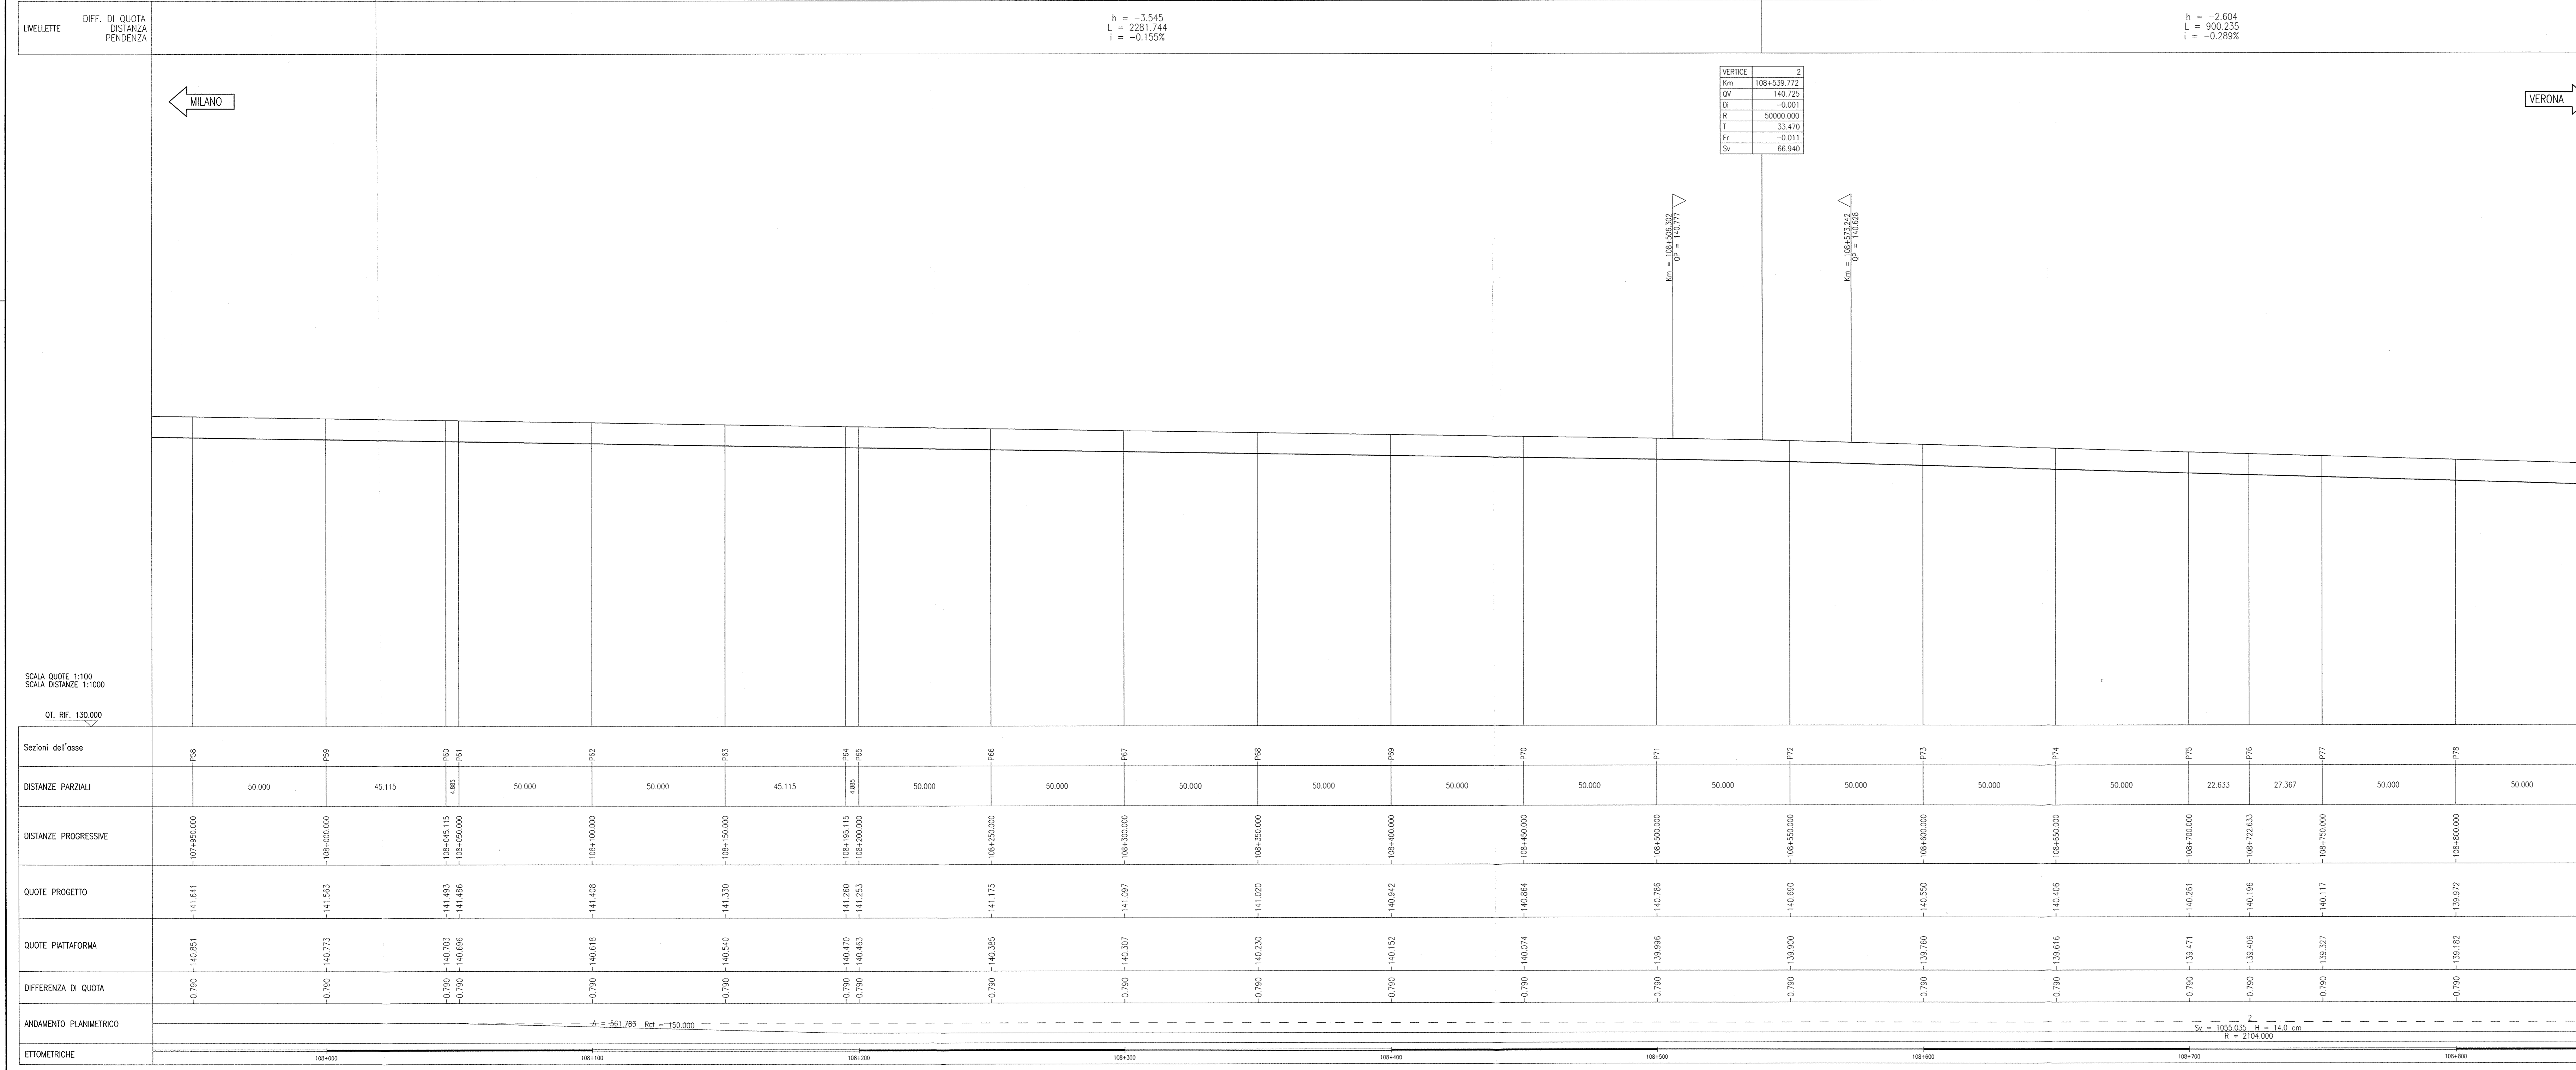 LIVELLETTE
DIFF. DI QUOTA
DISTANZA
PENDENZA
h = -3.545
L = 2281.744
i = -0.155%
h = -2.604
L = 900.235
i = -0.289%
MILANO
VERONA
VERTICE 2
Km 108+539.772
QV 140.725
Di -0.001
R 50000.000
T 33.470
Fr -0.011
Sv 66.940
Km = 108+506.302
QP = 140.777
Km = 108+573.242
QP = 140.628
SCALA QUOTE 1:100
SCALA DISTANZE 1:1000
QT. RIF. 130.000
Sezioni dell'asse P58 P59 P60 P61 P62 P63 P64 P65 P66 P67 P68 P69 P70 P71 P72 P73 P74 P75 P76 P77 P78
DISTANZE PARZIALI 50.000 45.115 4.885 50.000 50.000 45.115 4.885 50.000 50.000 50.000 50.000 50.000 50.000 50.000 50.000 50.000 50.000 22.633 27.367 50.000 50.000
DISTANZE PROGRESSIVE 107+950.000 108+000.000 108+045.115 108+050.000 108+100.000 108+150.000 108+195.115 108+200.000 108+250.000 108+300.000 108+350.000 108+400.000 108+450.000 108+500.000 108+550.000 108+600.000 108+650.000 108+700.000 108+722.633 108+750.000 108+800.000
QUOTE PROGETTO 141.641 141.563 141.493 141.486 141.408 141.330 141.260 141.253 141.175 141.097 141.020 140.942 140.864 140.786 140.690 140.550 140.406 140.261 140.196 140.117 139.972
QUOTE PIATTAFORMA 140.851 140.773 140.703 140.696 140.618 140.540 140.470 140.463 140.385 140.307 140.230 140.152 140.074 139.996 139.900 139.760 139.616 139.471 139.406 139.327 139.182
DIFFERENZA DI QUOTA -0.790 -0.790 -0.790 -0.790 -0.790 -0.790 -0.790 -0.790 -0.790 -0.790 -0.790 -0.790 -0.790 -0.790 -0.790 -0.790 -0.790 -0.790 -0.790 -0.790 -0.790
ANDAMENTO PLANIMETRICO
A = 561.783 Rcl = 150.000
2
Sv = 1055.035 H = 14.0 cm
R = 2104.000
ETTOMETRICHE 108+000 108+100 108+200 108+300 108+400 108+500 108+600 108+700 108+800